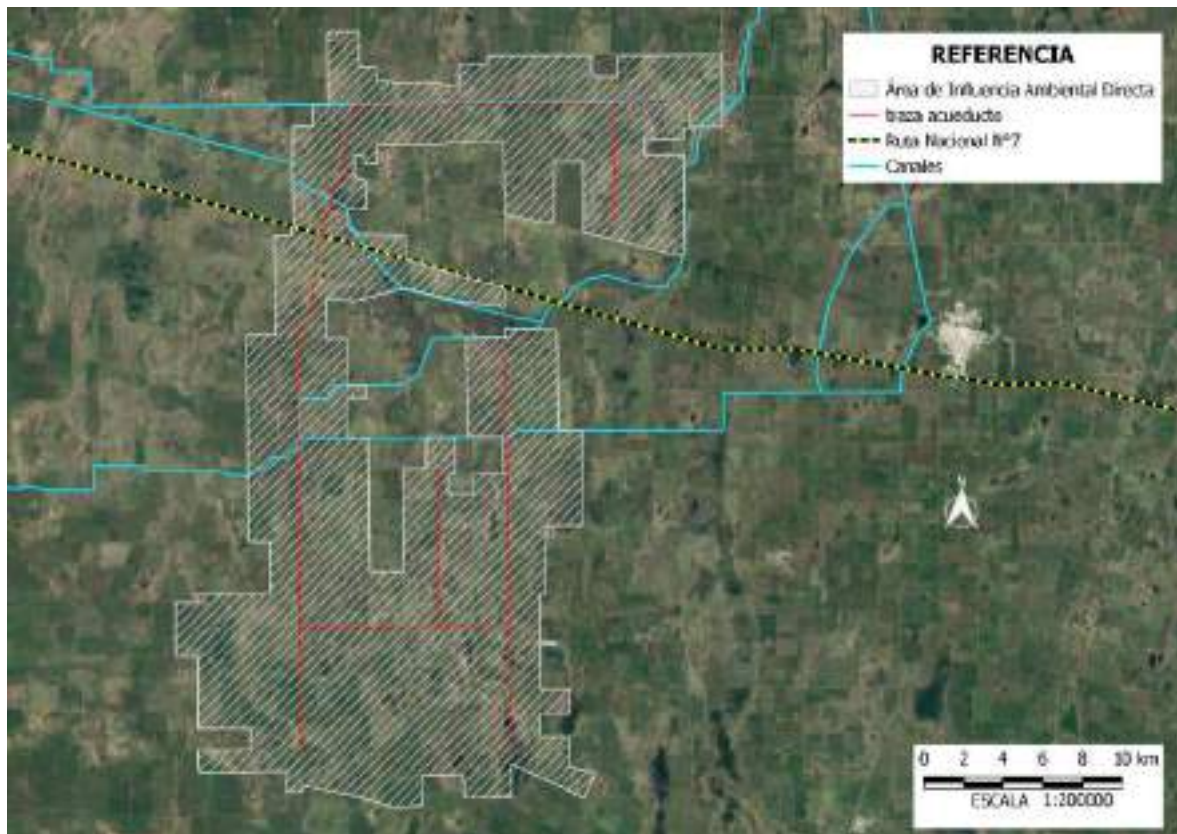 REFERENCIA
Área de Influencia Ambiental Directa
traza acueducto
Ruta Nacional N°7
Canales
N
0 2 4 6 8 10 km
ESCALA 1:200000